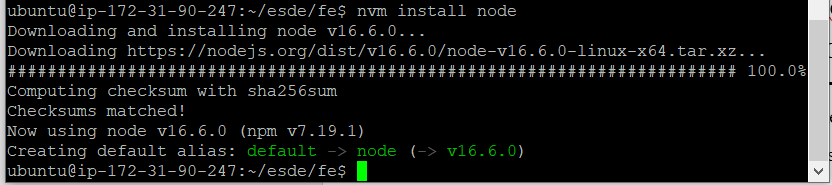 ubuntu@ip-172-31-90-247:~/esde/fe$ nvm install node
Downloading and installing node v16.6.0...
Downloading https://nodejs.org/dist/v16.6.0/node-v16.6.0-linux-x64.tar.xz...
######################################################################### 100.0%
Computing checksum with sha256sum
Checksums matched!
Now using node v16.6.0 (npm v7.19.1)
Creating default alias: default -> node (-> v16.6.0)
ubuntu@ip-172-31-90-247:~/esde/fe$